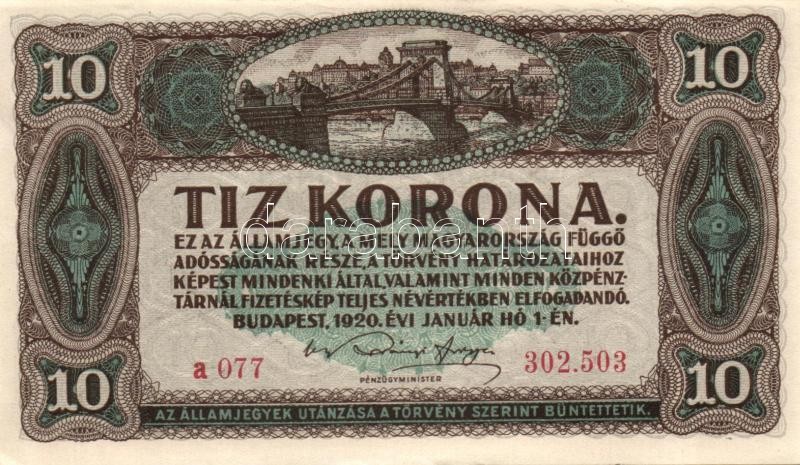 10 10
TIZ KORONA.
darabanth
EZ AZ ÁLLAMJEGY, A MELY MAGYARORSZÁG FÜGGŐ
ADÓSSÁGÁNAK RÉSZE, A TÖRVÉNY HATÁROZATAIHOZ
KÉPEST MINDENKI ÁLTAL, VALAMINT MINDEN KÖZPÉNZ-
TÁRNÁL FIZETÉSKÉP TELJES NÉVÉRTÉKBEN ELFOGADANDÓ.
BUDAPEST, 1920. ÉVI JANUÁR HÓ 1-ÉN.
a 077 302.503
PÉNZÜGYMINISTER
10 10
AZ ÁLLAMJEGYEK UTÁNZÁSA A TÖRVÉNY SZERINT BÜNTETTETIK.